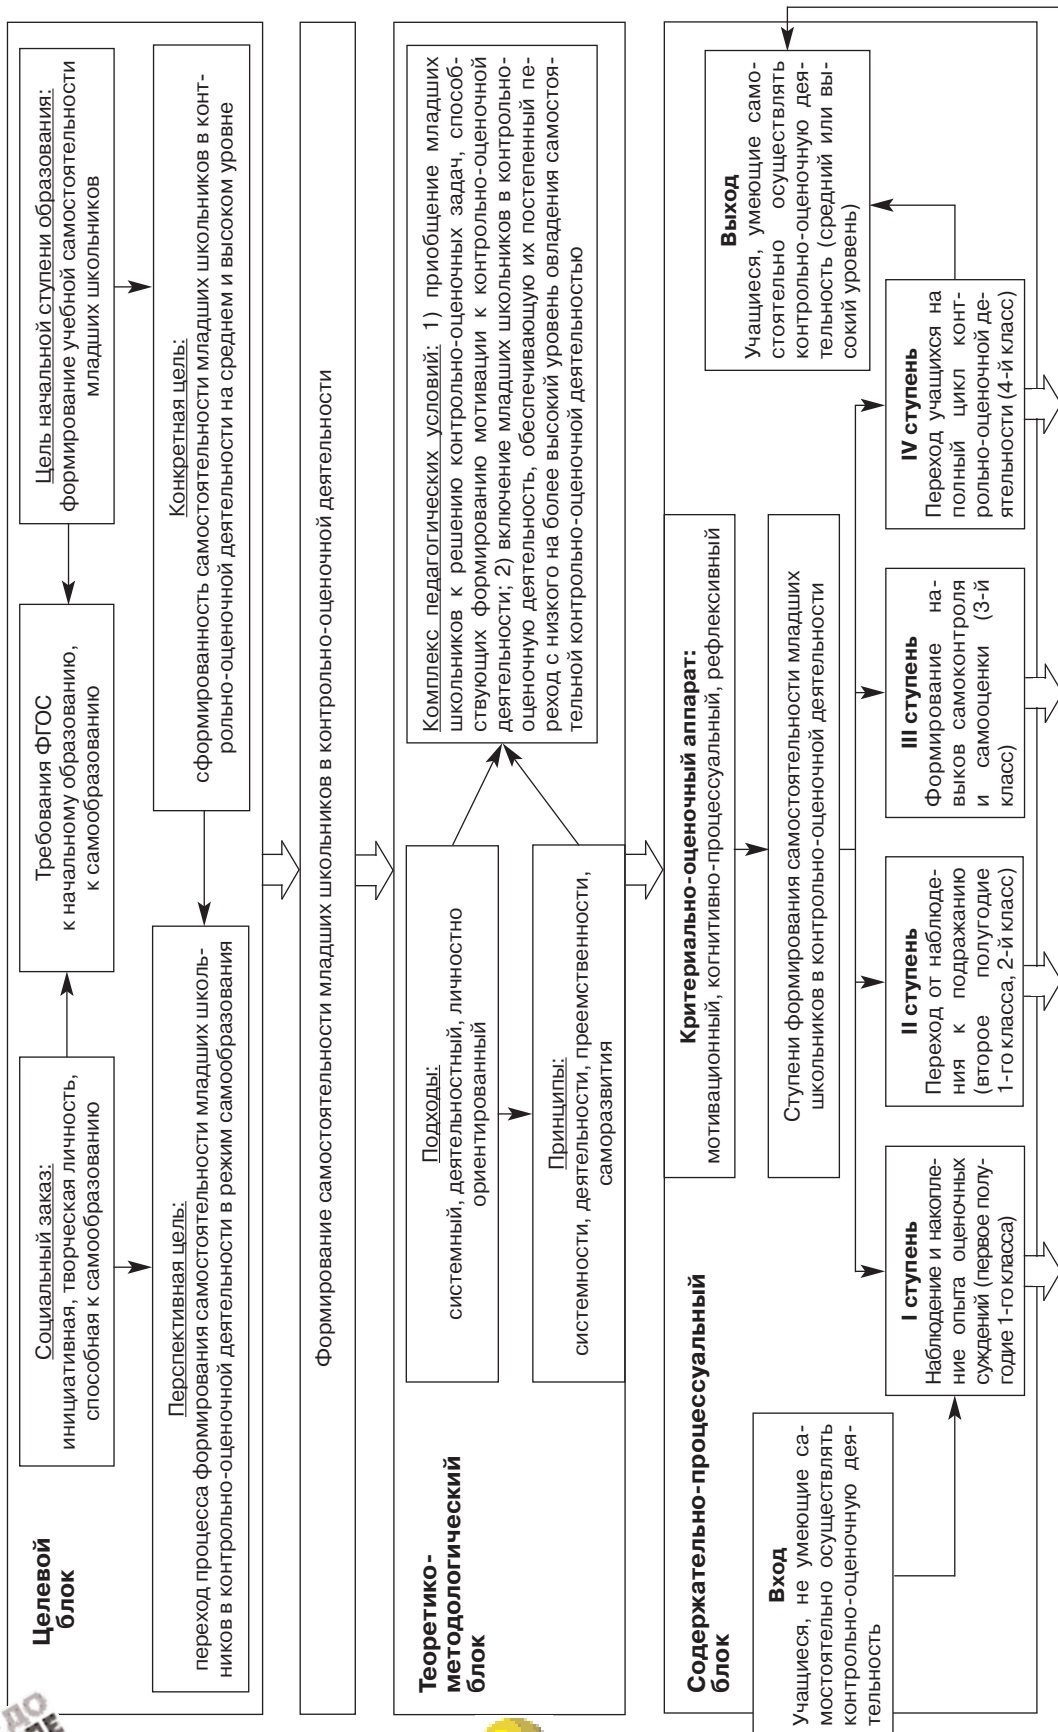 Целевой
блок
Социальный заказ:
инициативная, творческая личность,
способная к самообразованию
Требования ФГОС
к начальному образованию,
к самообразованию
Цель начальной ступени образования:
формирование учебной самостоятельности
младших школьников
Перспективная цель:
переход процесса формирования самостоятельности младших школь-
ников в контрольно-оценочной деятельности в режим самообразования
Конкретная цель:
сформированность самостоятельности младших школьников в конт-
рольно-оценочной деятельности на среднем и высоком уровне
Формирование самостоятельности младших школьников в контрольно-оценочной деятельности
Теоретико-
методологический
блок
Подходы:
системный, деятельностный, личностно
ориентированный
Принципы:
системности, деятельности, преемственности,
саморазвития
Комплекс педагогических условий: 1) приобщение младших
школьников к решению контрольно-оценочных задач, способ-
ствующих формированию мотивации к контрольно-оценочной
деятельности; 2) включение младших школьников в контрольно-
оценочную деятельность, обеспечивающую их постепенный пе-
реход с низкого на более высокий уровень овладения самостоя-
тельной контрольно-оценочной деятельностью
Содержательно-процессуальный
блок
Критериально-оценочный аппарат:
мотивационный, когнитивно-процессуальный, рефлексивный
Ступени формирования самостоятельности младших
школьников в контрольно-оценочной деятельности
Вход
Учащиеся, не умеющие са-
мостоятельно осуществлять
контрольно-оценочную дея-
тельность
I ступень
Наблюдение и накопле-
ние опыта оценочных
суждений (первое полу-
годие 1-го класса)
II ступень
Переход от наблюде-
ния к подражанию
(второе полугодие
1-го класса, 2-й класс)
III ступень
Формирование на-
выков самоконтроля
и самооценки (3-й
класс)
IV ступень
Переход учащихся на
полный цикл конт-
рольно-оценочной де-
ятельности (4-й класс)
Выход
Учащиеся, умеющие само-
стоятельно осуществлять
контрольно-оценочную дея-
тельность (средний или вы-
сокий уровень)